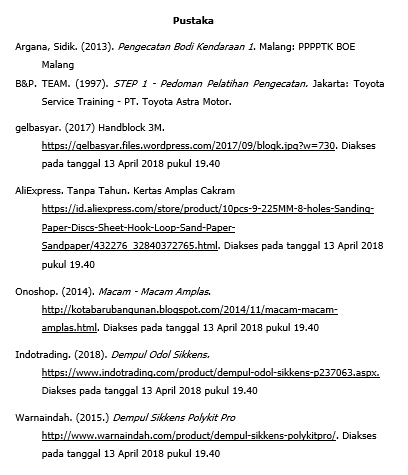 Pustaka
Argana, Sidik. (2013). Pengecatan Bodi Kendaraan 1. Malang: PPPPTK BOE
Malang
B&P. TEAM. (1997). STEP 1 - Pedoman Pelatihan Pengecatan. Jakarta: Toyota
Service Training - PT. Toyota Astra Motor.
gelbasyar. (2017) Handblock 3M.
https://gelbasyar.files.wordpress.com/2017/09/blogk.jpg?w=730. Diakses
pada tanggal 13 April 2018 pukul 19.40
AliExpress. Tanpa Tahun. Kertas Amplas Cakram
https://id.aliexpress.com/store/product/10pcs-9-225MM-8-holes-Sanding-
Paper-Discs-Sheet-Hook-Loop-Sand-Paper-
Sandpaper/432276_32840372765.html. Diakses pada tanggal 13 April 2018
pukul 19.40
Onoshop. (2014). Macam - Macam Amplas.
http://kotabarubangunan.blogspot.com/2014/11/macam-macam-
amplas.html. Diakses pada tanggal 13 April 2018 pukul 19.40
Indotrading. (2018). Dempul Odol Sikkens.
https://www.indotrading.com/product/dempul-odol-sikkens-p237063.aspx.
Diakses pada tanggal 13 April 2018 pukul 19.40
Warnaindah. (2015.) Dempul Sikkens Polykit Pro
http://www.warnaindah.com/product/dempul-sikkens-polykitpro/. Diakses
pada tanggal 13 April 2018 pukul 19.40